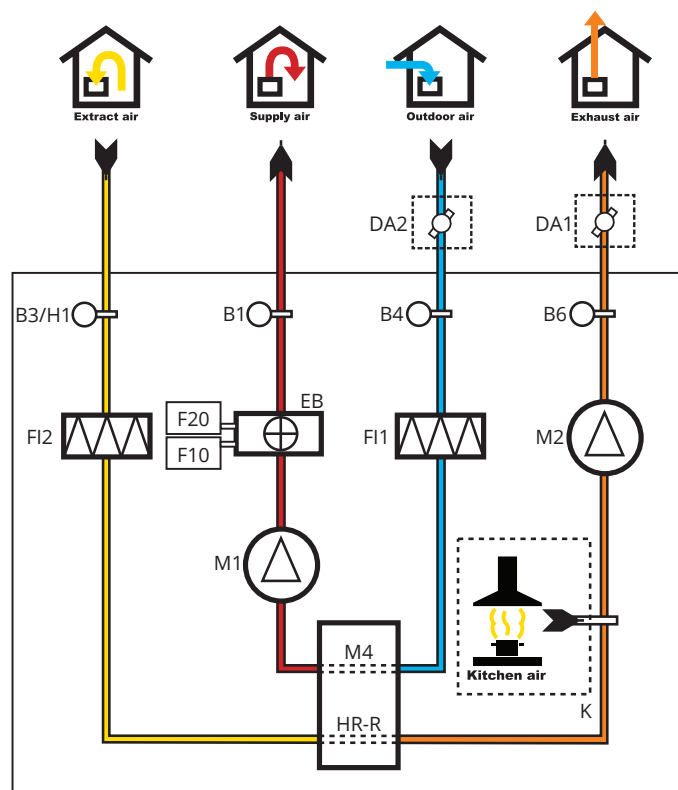 Extract air
Supply air
Outdoor air
Exhaust air
DA2
DA1
B3/H1
B1
B4
B6
EB
F20
F10
FI2
FI1
M2
M1
M4
Kitchen air
K
HR-R